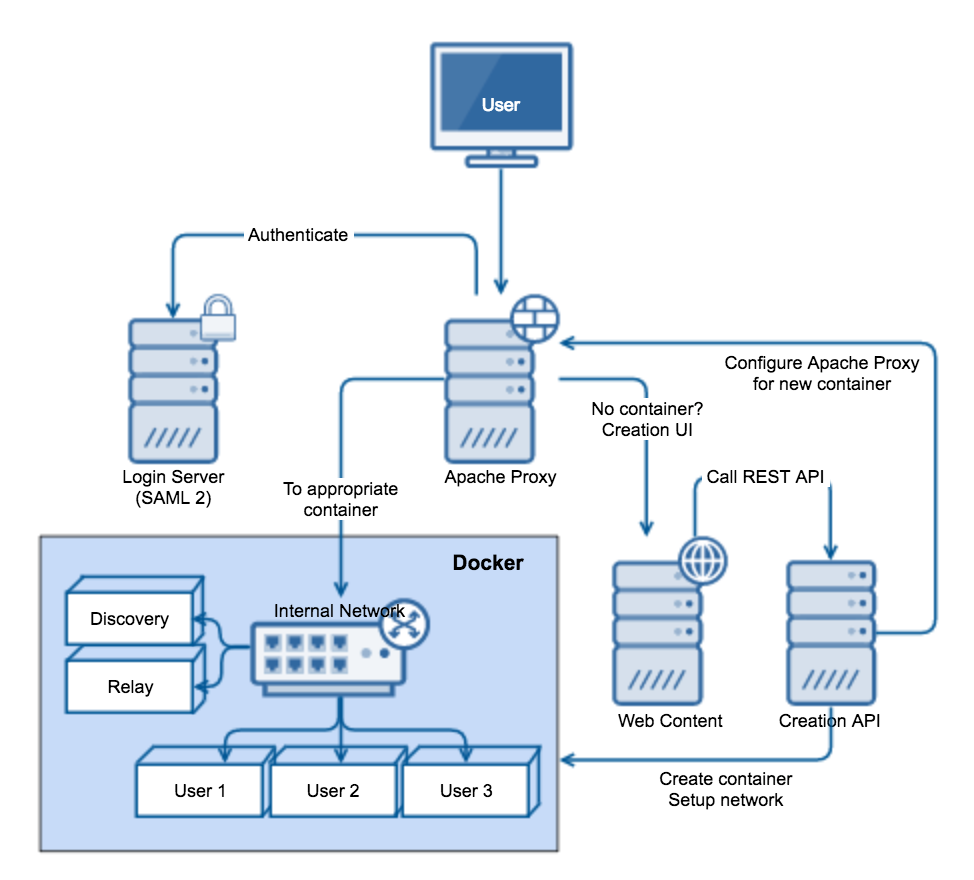 User
Authenticate
Configure Apache Proxy
for new container
No container?
Creation UI
Login Server
(SAML 2)
Apache Proxy
Call REST API
To appropriate
container
Docker
Internal Network
Discovery
Relay
Web Content
Creation API
User 1
User 2
User 3
Create container
Setup network